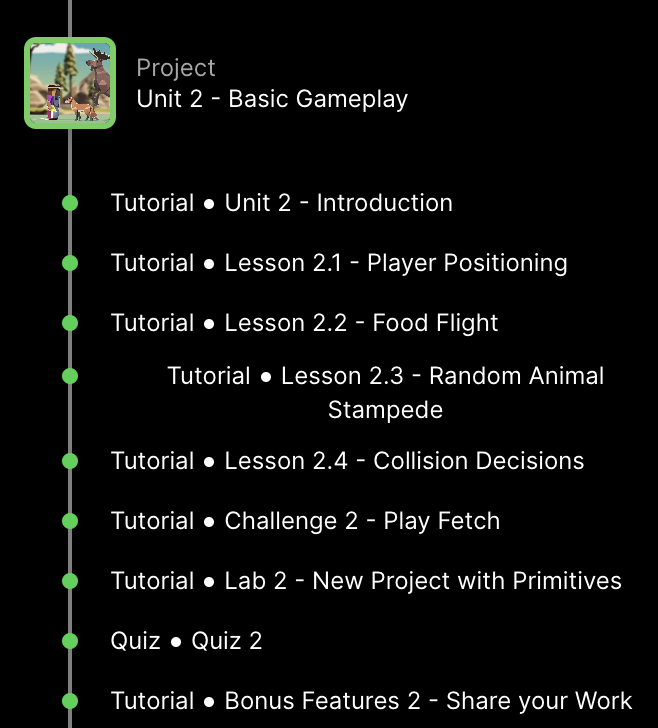 Project
Unit 2 - Basic Gameplay
Tutorial • Unit 2 - Introduction
Tutorial • Lesson 2.1 - Player Positioning
Tutorial • Lesson 2.2 - Food Flight
Tutorial • Lesson 2.3 - Random Animal
Stampede
Tutorial • Lesson 2.4 - Collision Decisions
Tutorial • Challenge 2 - Play Fetch
Tutorial • Lab 2 - New Project with Primitives
Quiz • Quiz 2
Tutorial • Bonus Features 2 - Share your Work